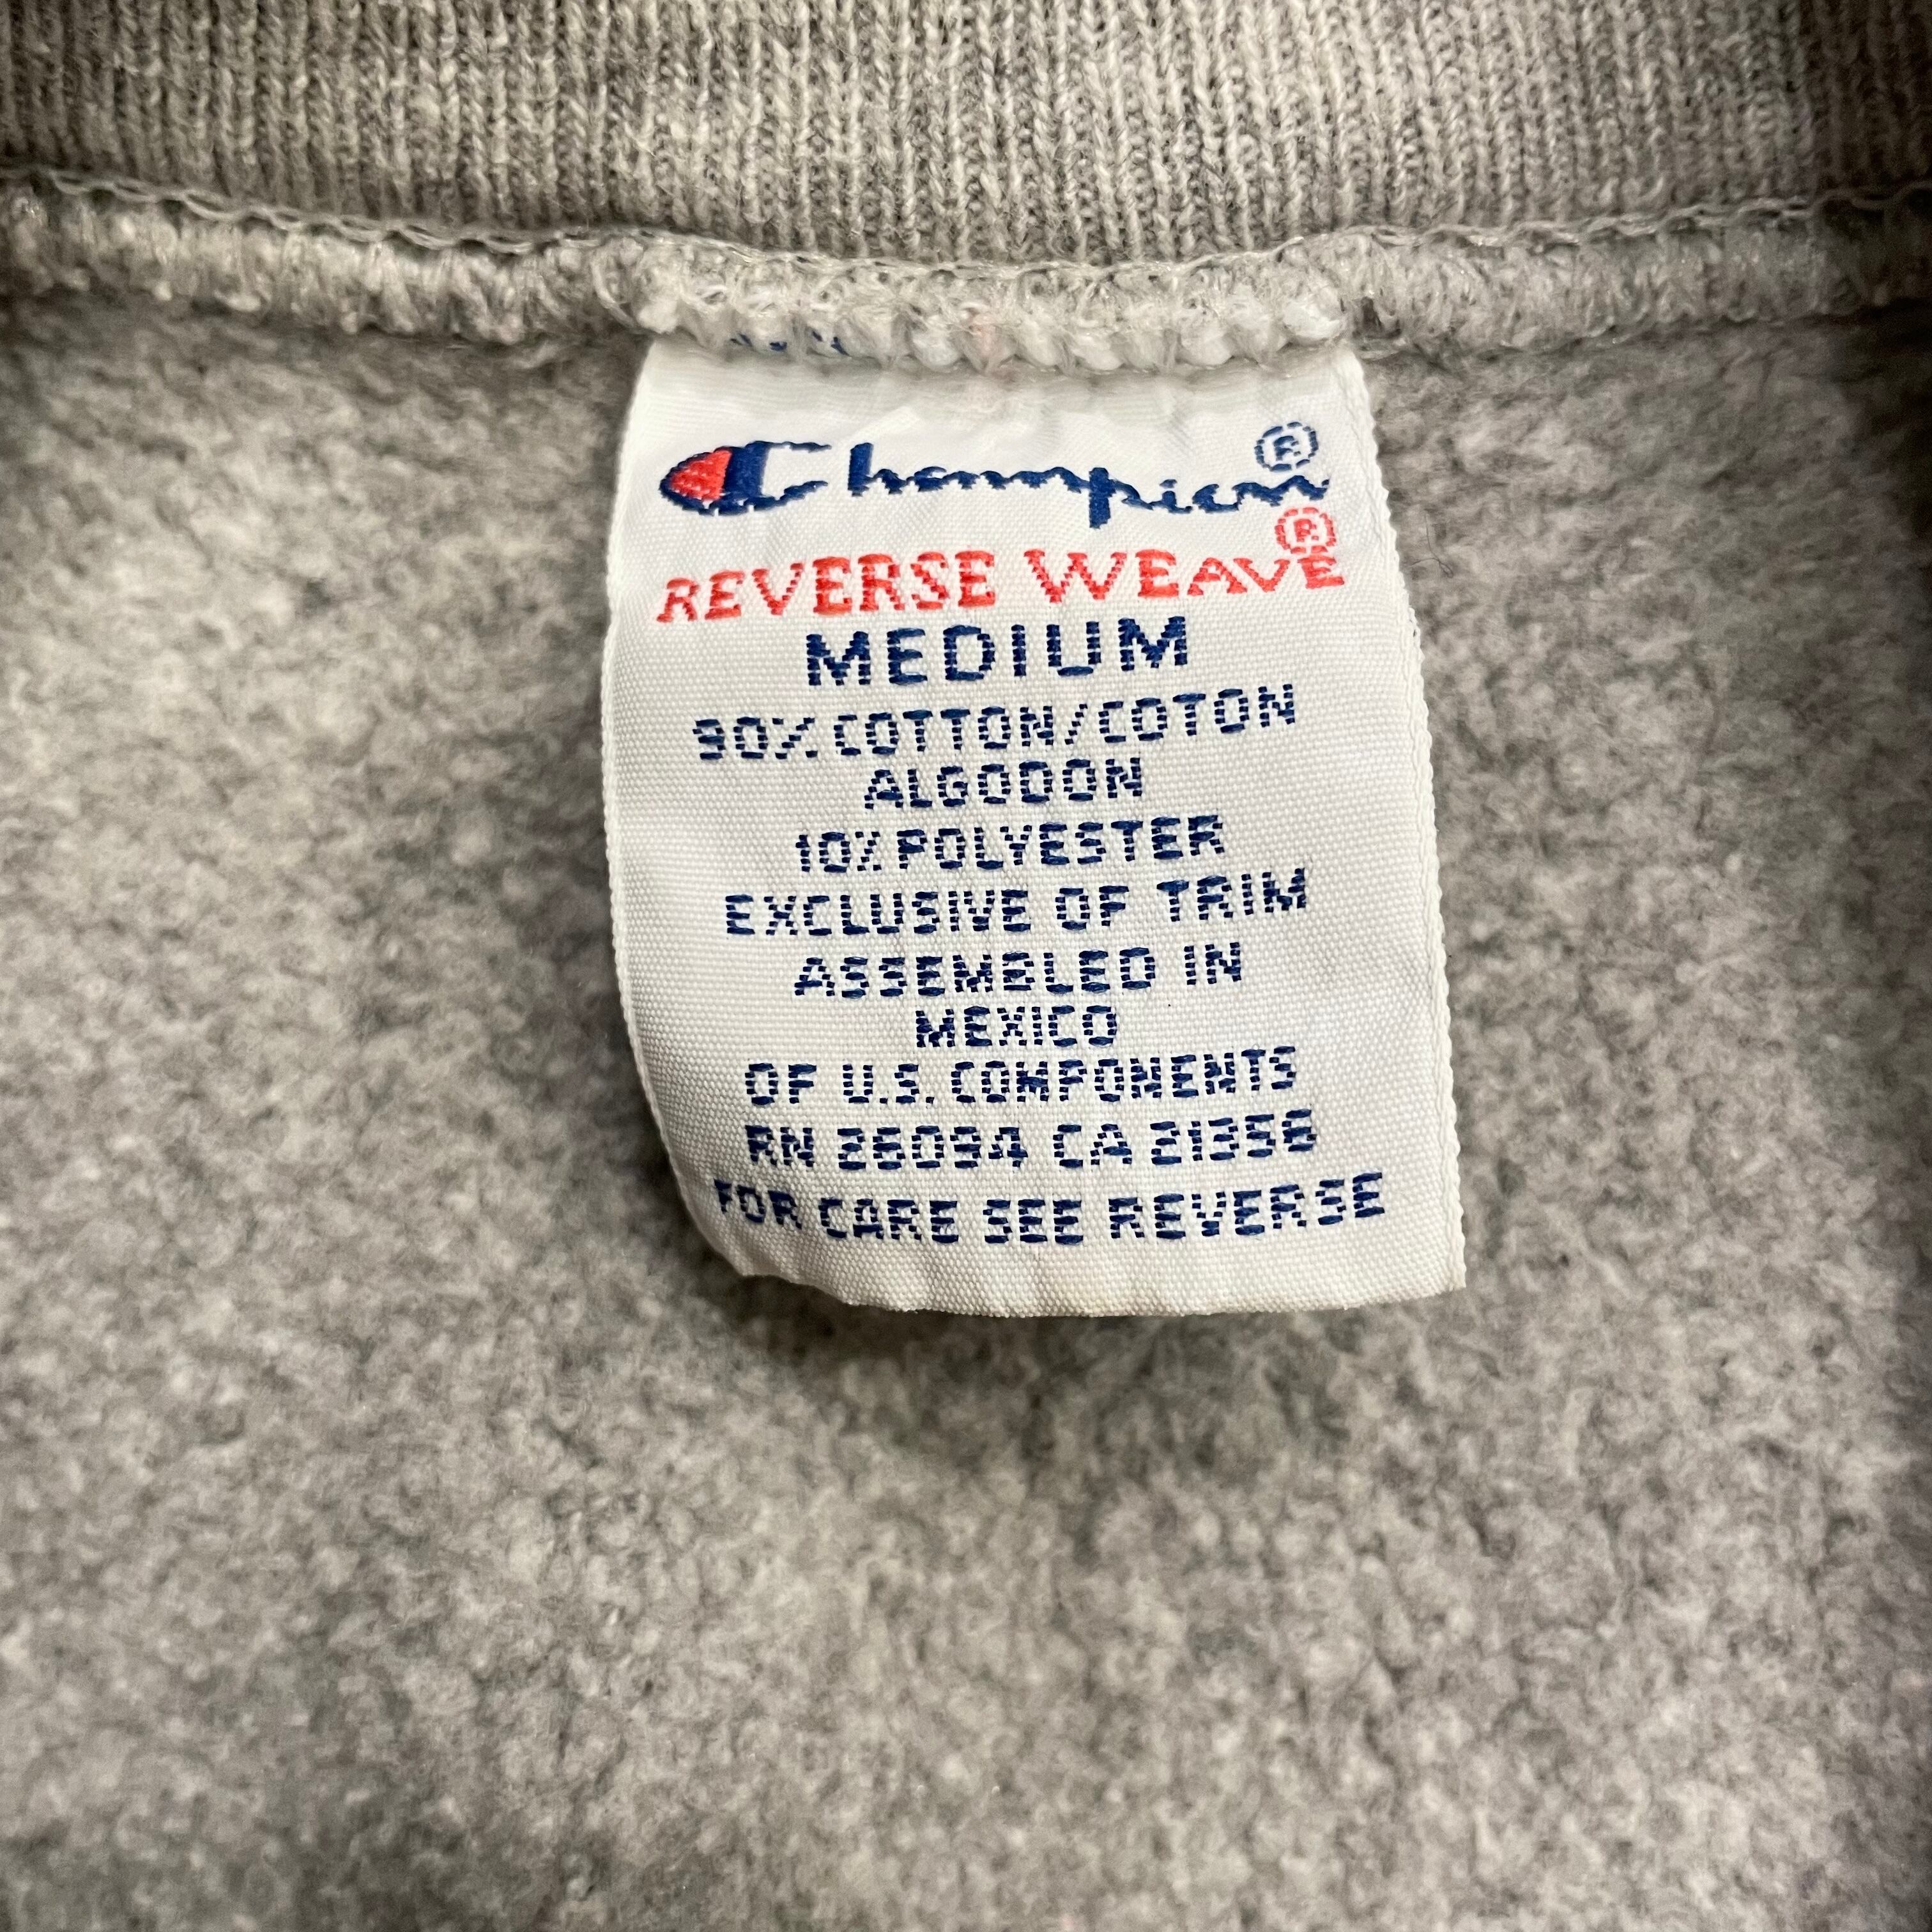 Champion®
REVERSE WEAVE®
MEDIUM
90% COTTON/COTON
ALGODON
10% POLYESTER
EXCLUSIVE OF TRIM
ASSEMBLED IN
MEXICO
OF U.S. COMPONENTS
RN 26094 CA 21356
FOR CARE SEE REVERSE